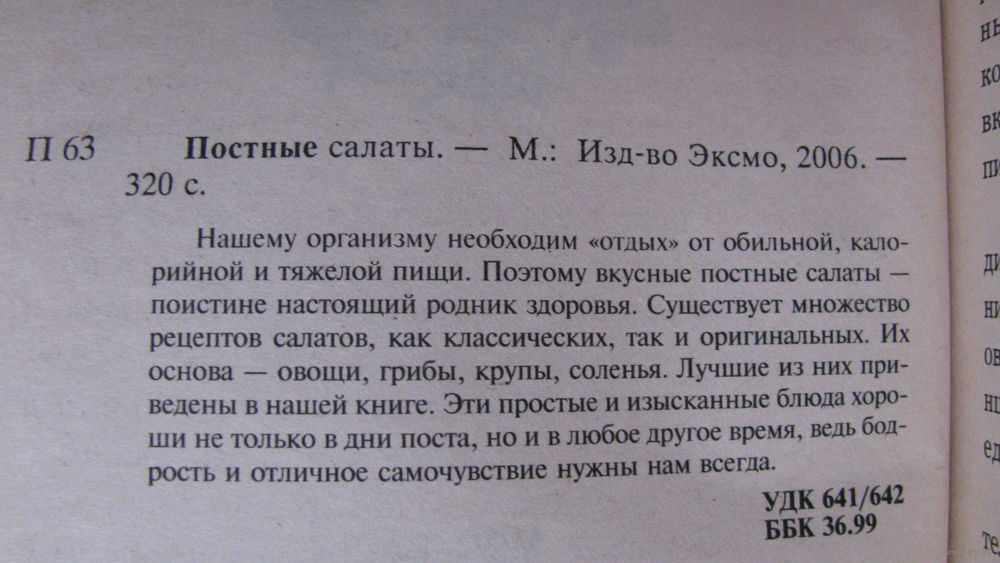 П 63 Постные салаты. — М.: Изд-во Эксмо, 2006. —
320 с.
Нашему организму необходим «отдых» от обильной, кало-
рийной и тяжелой пищи. Поэтому вкусные постные салаты –
поистине настоящий родник здоровья. Существует множество
рецептов салатов, как классических, так и оригинальных. Их
основа — овощи, грибы, крупы, соленья. Лучшие из них при-
ведены в нашей книге. Эти простые и изысканные блюда хоро-
ши не только в дни поста, но и в любое другое время, ведь бод-
рость и отличное самочувствие нужны нам всегда.
УДК 641/642
ББК 36.99